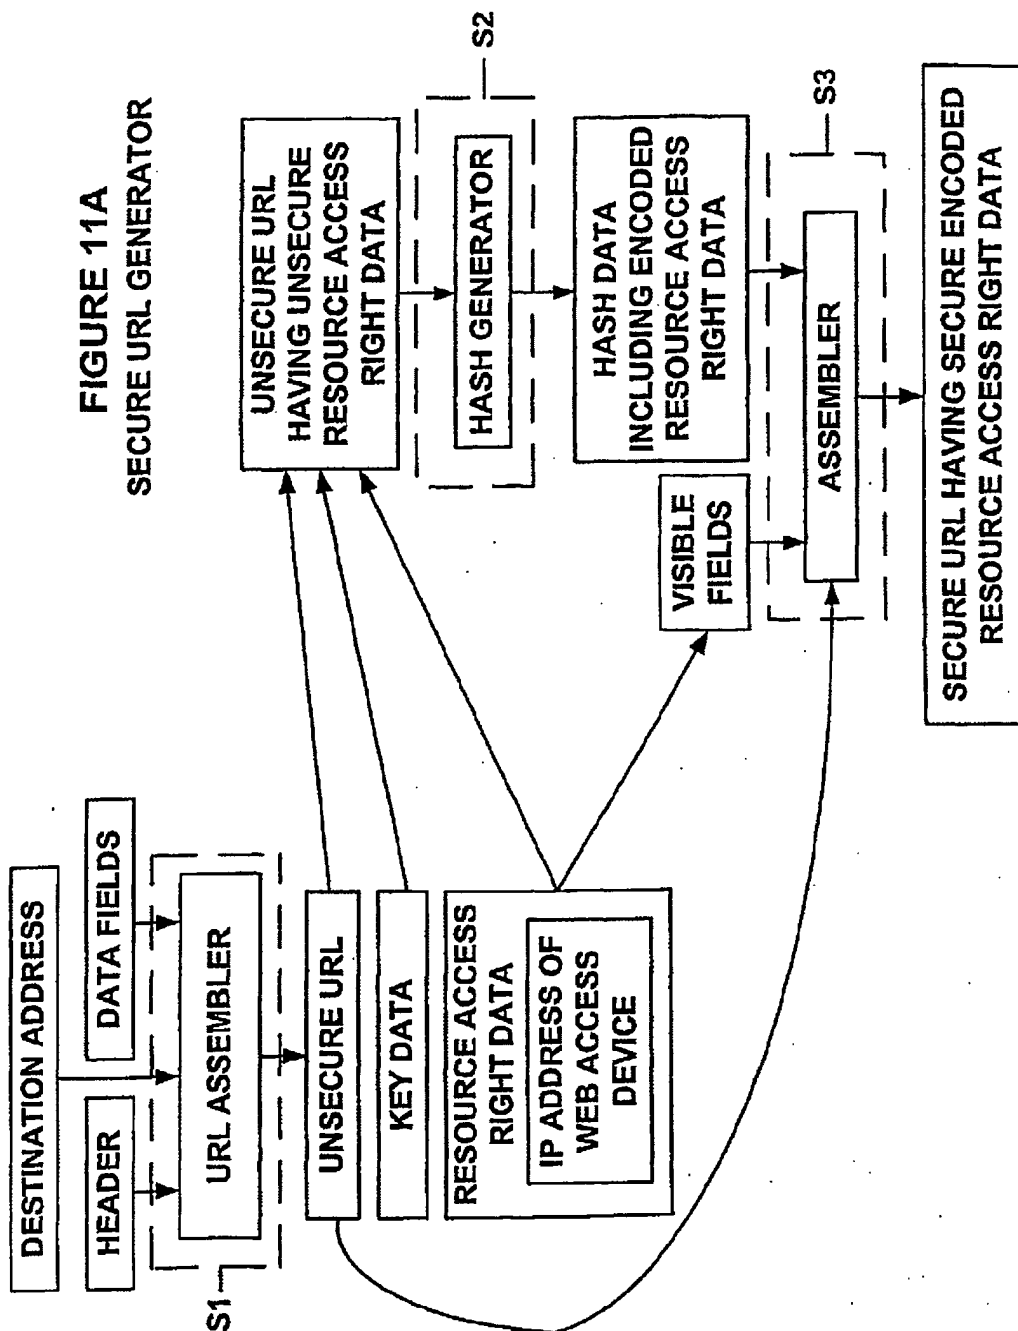 FIGURE 11A
SECURE URL GENERATOR
DESTINATION ADDRESS
HEADER
DATA FIELDS
URL ASSEMBLER
S1
UNSECURE URL
KEY DATA
RESOURCE ACCESS
RIGHT DATA
IP ADDRESS OF
WEB ACCESS
DEVICE
UNSECURE URL
HAVING UNSECURE
RESOURCE ACCESS
RIGHT DATA
HASH GENERATOR
S2
HASH DATA
INCLUDING ENCODED
RESOURCE ACCESS
RIGHT DATA
VISIBLE
FIELDS
ASSEMBLER
S3
SECURE URL HAVING SECURE ENCODED
RESOURCE ACCESS RIGHT DATA